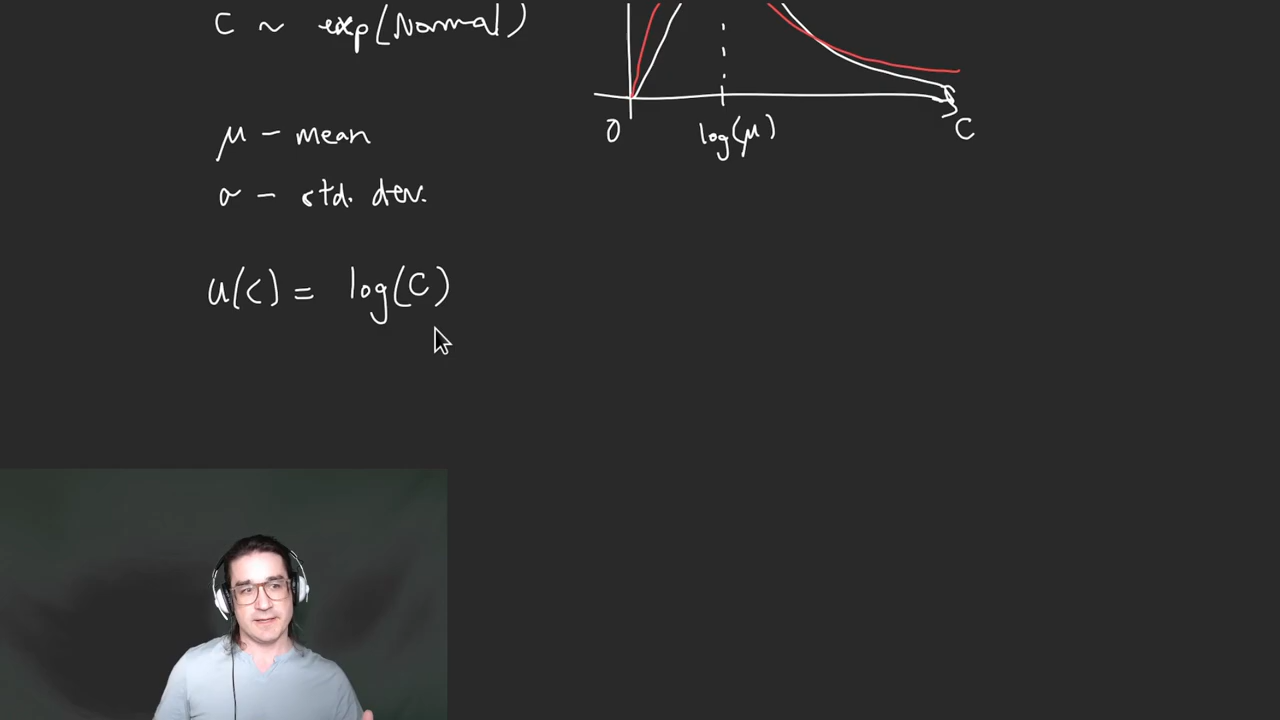 C ~ exp(Normal)
0 log(μ) C
μ - mean
σ - std. dev.
u(C) = log(C)